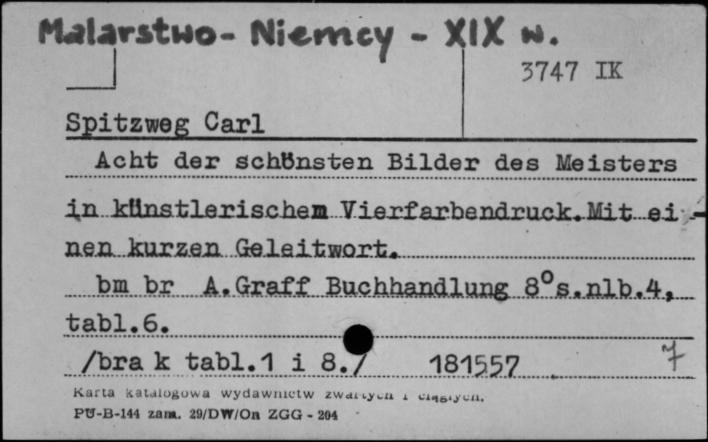 Malarstwo - Niemcy - XIX w.
3747 IK
Spitzweg Carl
Acht der schönsten Bilder des Meisters
in künstlerischem Vierfarbendruck.Mit ei-
nen kurzen Geleitwort.
bm br A.Graff Buchhandlung 8°s.nlb.4,
tabl.6.
/bra k tabl.1 i 8./ 181557 7
Karta katalogowa wydawnictw zwartych i ciągłych.
PU-B-144 zam. 29/DW/On ZGG - 204